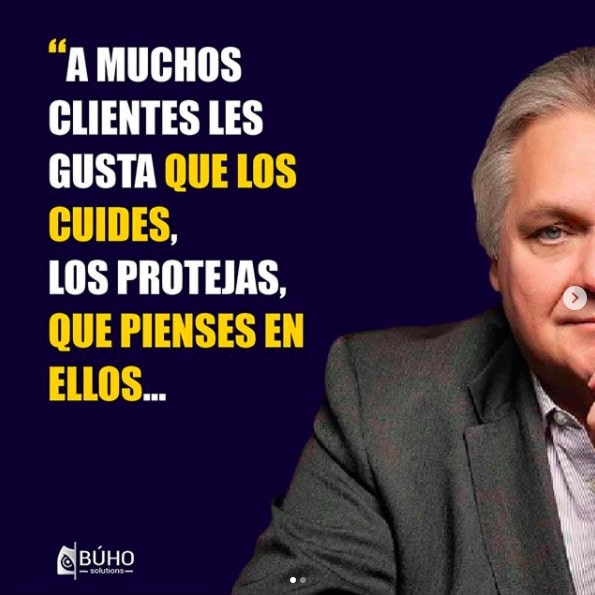 “A MUCHOS
CLIENTES LES
GUSTA QUE LOS
CUIDES,
LOS PROTEJAS,
QUE PIENSES EN
ELLOS...
BÚHO
solutions